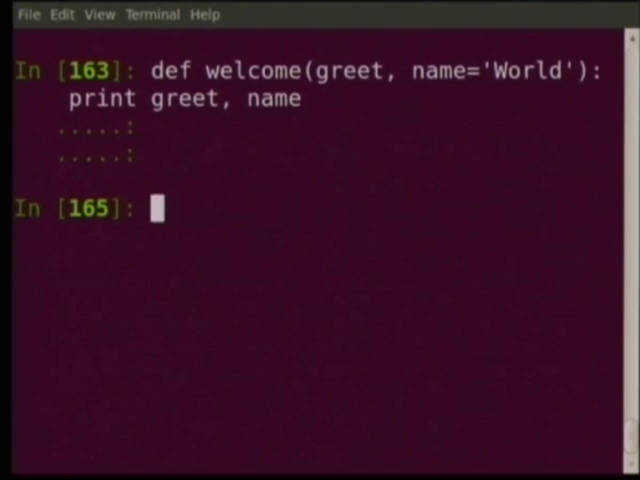 File Edit View Terminal Help
In [163]: def welcome(greet, name='World'):
print greet, name
.....:
.....:
In [165]: